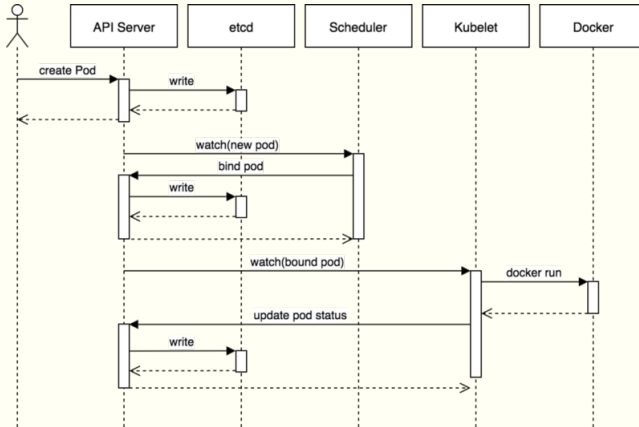 API Server
etcd
Scheduler
Kubelet
Docker
create Pod
write
watch(new pod)
bind pod
write
watch(bound pod)
docker run
update pod status
write